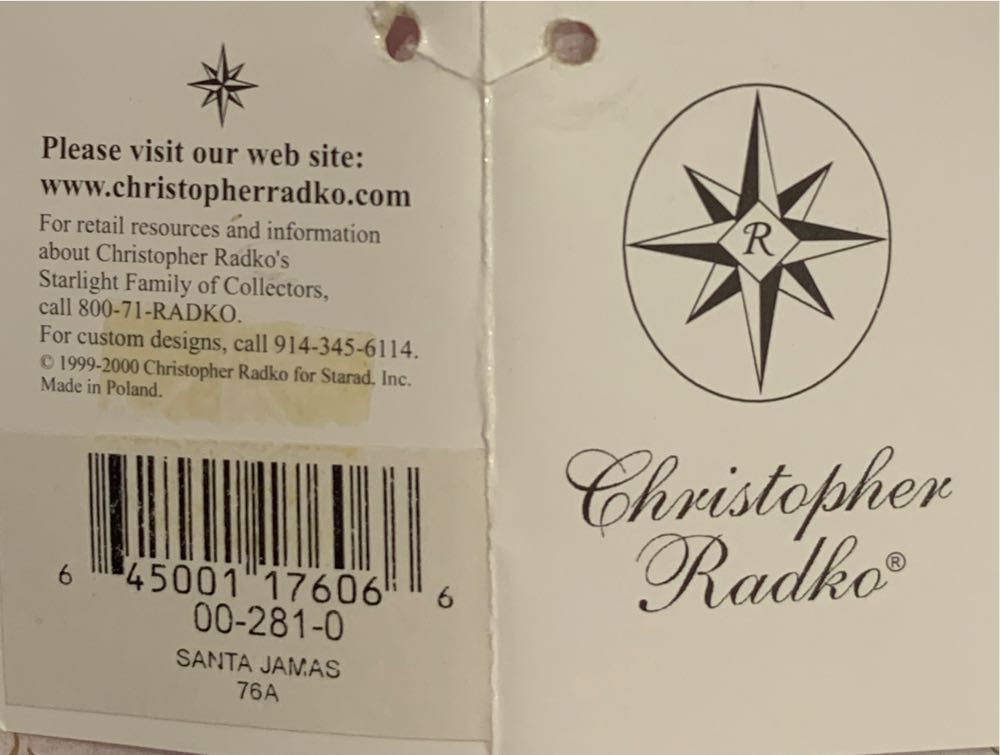 Please visit our web site:
www.christopherradko.com
For retail resources and information
about Christopher Radko's
Starlight Family of Collectors,
call 800-71-RADKO.
For custom designs, call 914-345-6114.
© 1999-2000 Christopher Radko for Starad. Inc.
Made in Poland.
6 45001 17606 6
00-281-0
SANTA JAMAS
76A
R
Christopher
Radko®